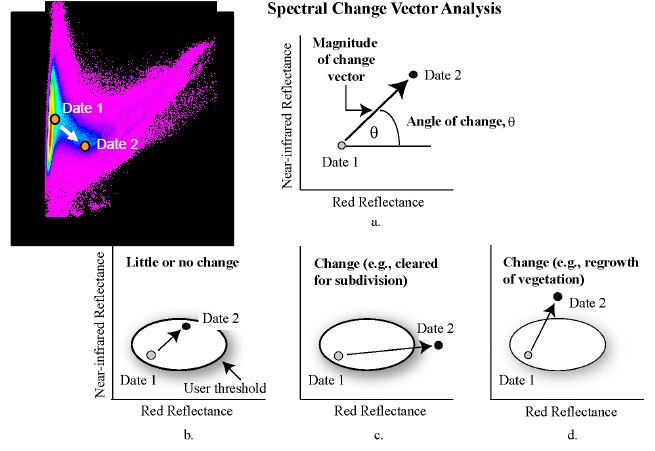 Spectral Change Vector Analysis
Date 1
Date 2
Near-infrared Reflectance
Magnitude
of change
vector
Date 2
θ
Angle of change, θ
Date 1
Red Reflectance
a.
Near-infrared Reflectance
Little or no change
Date 2
Date 1
User threshold
Red Reflectance
b.
Change (e.g., cleared
for subdivision)
Date 2
Date 1
Red Reflectance
c.
Change (e.g., regrowth
of vegetation)
Date 2
Date 1
Red Reflectance
d.